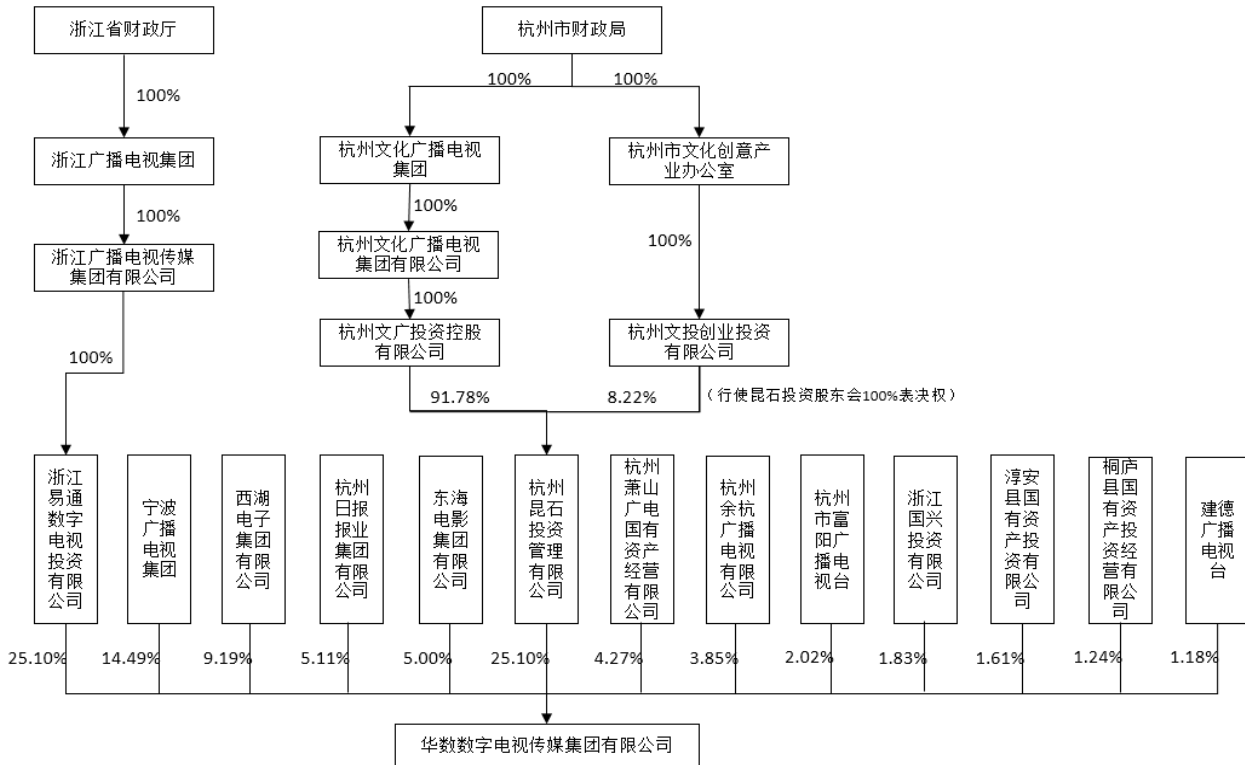 浙江省财政厅
杭州市财政局
100%
100%
100%
浙江广播电视集团
杭州文化广播电视
集团
杭州市文化创意产
业办公室
100%
100%
100%
浙江广播电视传媒
集团有限公司
杭州文化广播电视
集团有限公司
100%
100%
杭州文广投资控股
有限公司
杭州文投创业投资
有限公司
91.78%
8.22%
（行使昆石投资股东会100%表决权）
浙江
易通
数字
电视
投资
有限
公司
宁波
广播
电视
集团
西湖
电子
集团
有限
公司
杭州
日报
报业
集团
有限
公司
东海
电影
集团
有限
公司
杭州
昆石
投资
管理
有限
公司
杭州
萧山
广电
国有
资产
经营
有限
公司
杭州
余杭
广播
电视
有限
公司
杭州
市富
阳广
播电
视台
浙江
国兴
投资
有限
公司
淳安
县国
有资
产投
资有
限公
司
桐庐
县国
有资
产投
资经
营有
限公
司
建德
广播
电视
台
25.10%
14.49%
9.19%
5.11%
5.00%
25.10%
4.27%
3.85%
2.02%
1.83%
1.61%
1.24%
1.18%
华数数字电视传媒集团有限公司